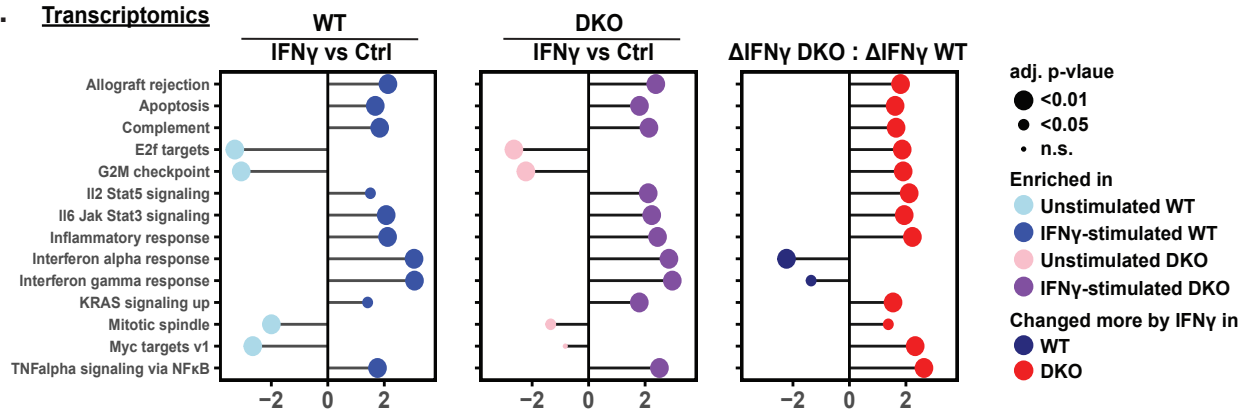 . Transcriptomics
WT
IFNγ vs Ctrl
DKO
IFNγ vs Ctrl
ΔIFNγ DKO : ΔIFNγ WT
Allograft rejection
Apoptosis
Complement
E2f targets
G2M checkpoint
Il2 Stat5 signaling
Il6 Jak Stat3 signaling
Inflammatory response
Interferon alpha response
Interferon gamma response
KRAS signaling up
Mitotic spindle
Myc targets v1
TNFalpha signaling via NFκB
−2 0 2
−2 0 2
−2 0 2
adj. p-vlaue
<0.01
<0.05
n.s.
Enriched in
Unstimulated WT
IFNγ-stimulated WT
Unstimulated DKO
IFNγ-stimulated DKO
Changed more by IFNγ in
WT
DKO